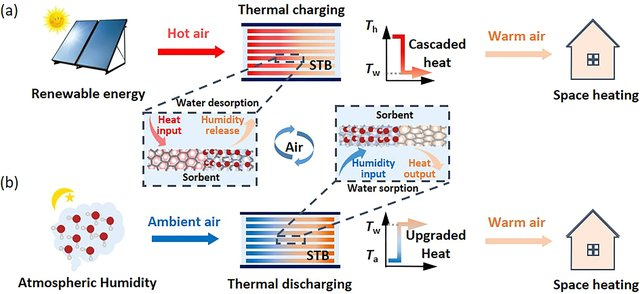 (a)
Thermal charging
Hot air
STB
Th
Tw
Cascaded
heat
Warm air
Renewable energy
Space heating
Water desorption
Heat
input
Humidity
release
Sorbent
Air
Sorbent
Humidity
input
Heat
output
Water sorption
(b)
Ambient air
STB
Tw
Ta
Upgraded
Heat
Warm air
Atmospheric Humidity
Thermal discharging
Space heating